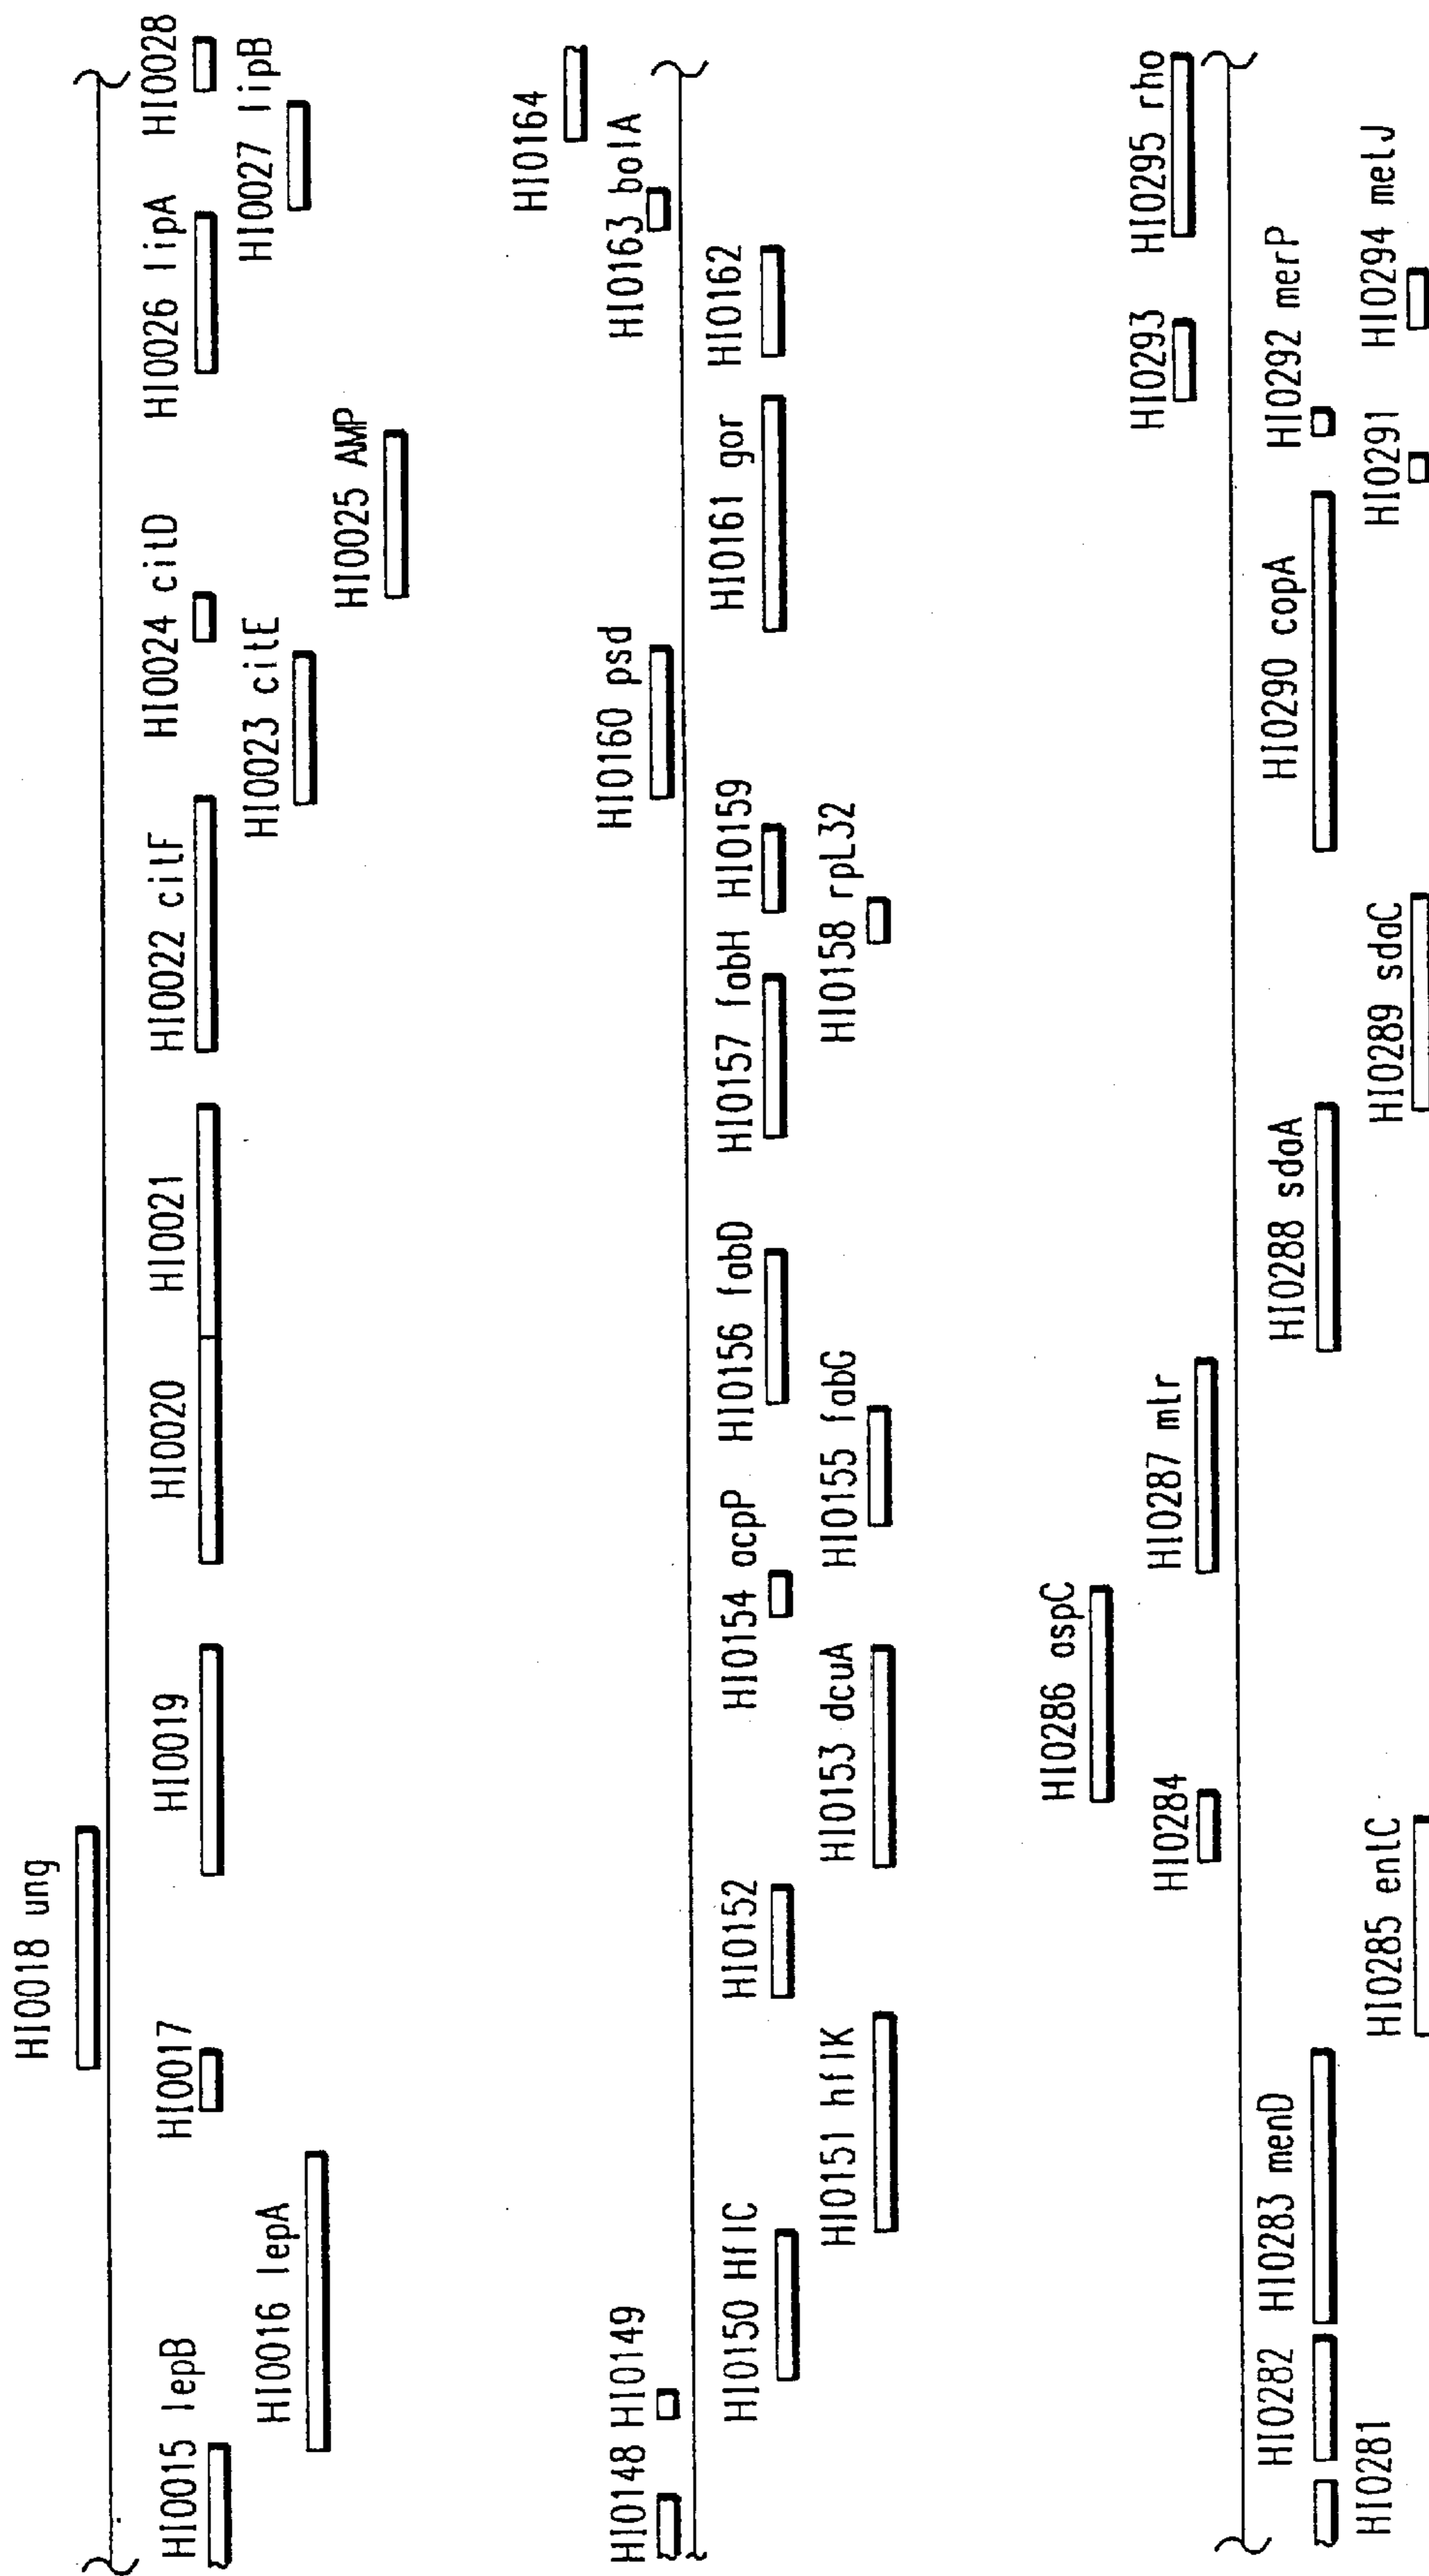 HI0015 lepB
HI0016 lepA
HI0017
HI0018 ung
HI0019
HI0020
HI0021
HI0022 citF
HI0023 citE
HI0024 citD
HI0025 AMP
HI0026 lipA
HI0027 lipB
HI0028
HI0148
HI0149
HI0150 HflC
HI0151 hflK
HI0152
HI0153 dcuA
HI0154 acpP
HI0155 fabG
HI0156 fabD
HI0157 fabH
HI0158 rpL32
HI0159
HI0160 psd
HI0161 gor
HI0162
HI0163 bolA
HI0164
HI0281
HI0282
HI0283 menD
HI0284
HI0285 entC
HI0286 aspC
HI0287 mtr
HI0288 sdaA
HI0289 sdaC
HI0290 copA
HI0291
HI0292 merP
HI0293
HI0294 metJ
HI0295 rho